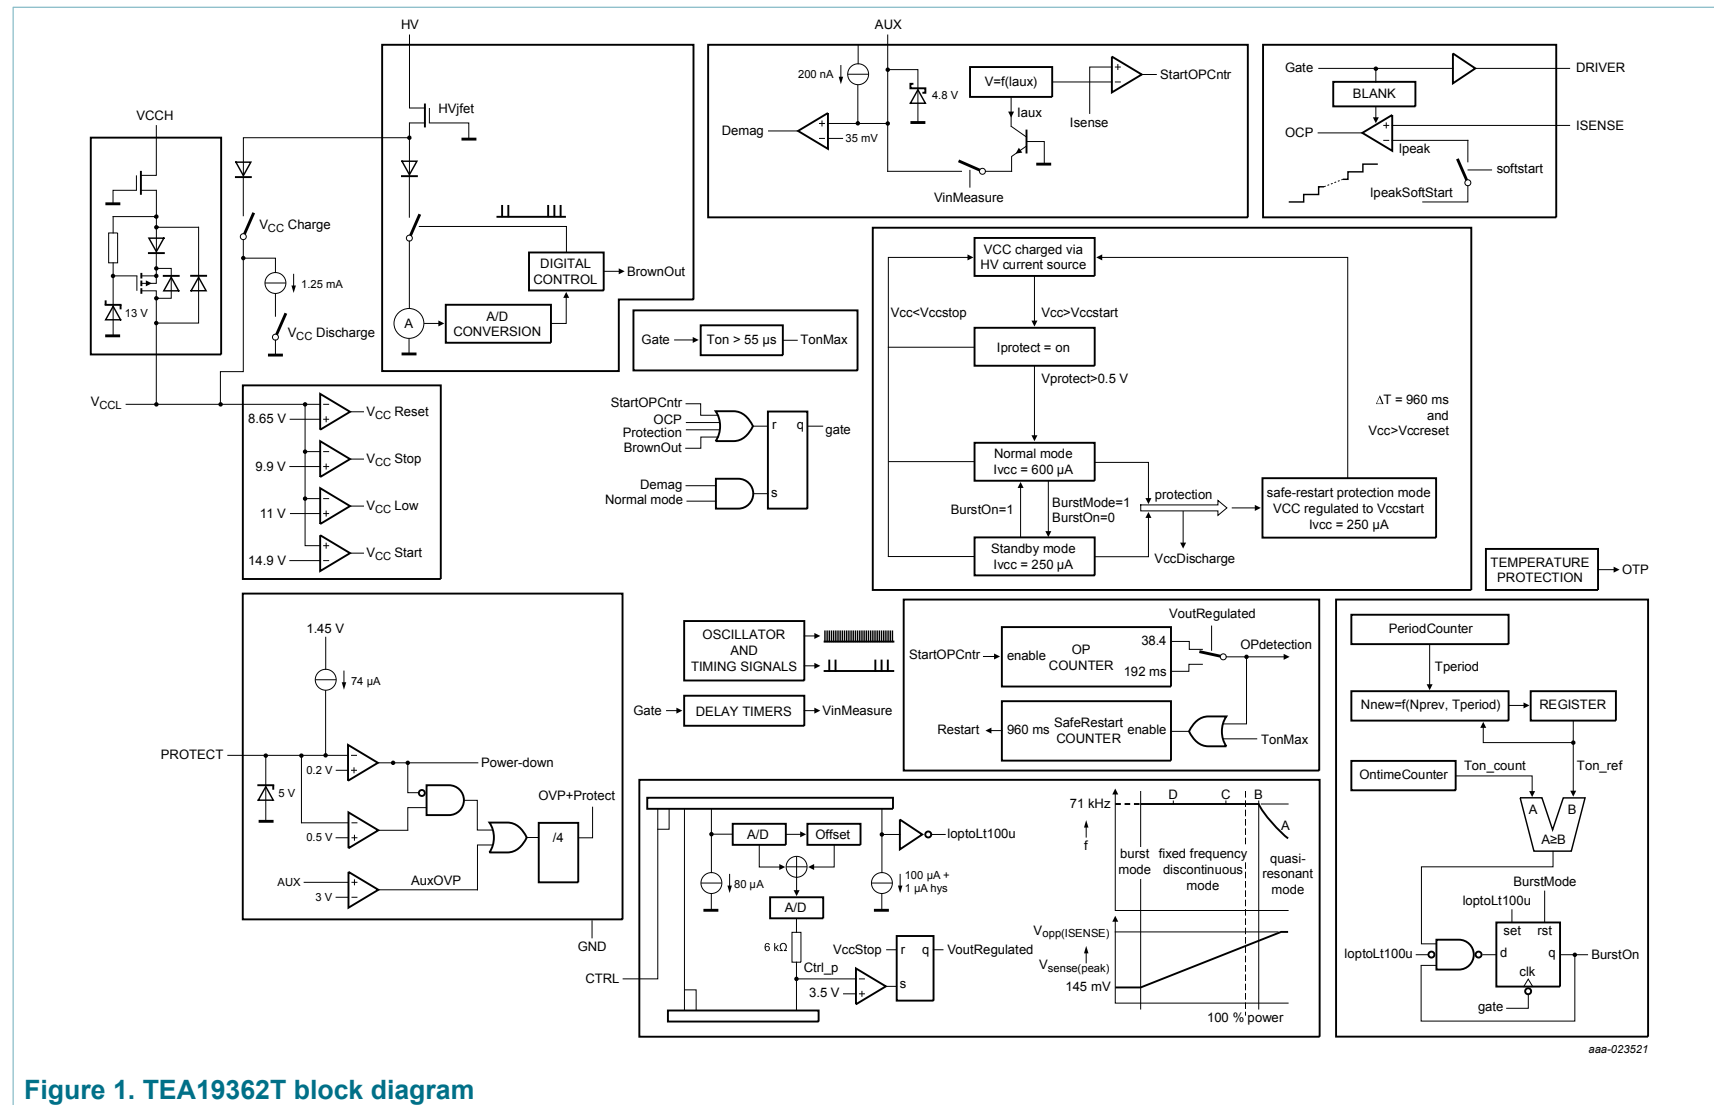 HV
AUX
VCCH
HVjfet
VCC Charge
1.25 mA
VCC Discharge
13 V
A
A/D
CONVERSION
DIGITAL
CONTROL
BrownOut
200 nA
4.8 V
Demag
+
−
35 mV
V=f(Iaux)
Iaux
Isense
+
−
StartOPCntr
VinMeasure
Gate
DRIVER
BLANK
OCP
+
−
ISENSE
Ipeak
softstart
IpeakSoftStart
Gate
Ton > 55 µs
TonMax
VCCL
8.65 V
−
+
VCC Reset
9.9 V
−
+
VCC Stop
11 V
−
+
VCC Low
14.9 V
+
−
VCC Start
StartOPCntr
OCP
Protection
BrownOut
Demag
Normal mode
r
q
s
gate
VCC charged via
HV current source
Vcc<Vccstop
Vcc>Vccstart
Iprotect = on
Vprotect>0.5 V
ΔT = 960 ms
and
Vcc>Vccreset
Normal mode
Ivcc = 600 µA
BurstOn=1
BurstMode=1
BurstOn=0
protection
safe-restart protection mode
VCC regulated to Vccstart
Ivcc = 250 µA
Standby mode
Ivcc = 250 µA
VccDischarge
TEMPERATURE
PROTECTION
OTP
1.45 V
74 µA
PROTECT
−
+
0.2 V
Power-down
5 V
−
+
0.5 V
OVP+Protect
/4
AUX
+
−
3 V
AuxOVP
GND
OSCILLATOR
AND
TIMING SIGNALS
Gate
DELAY TIMERS
VinMeasure
VoutRegulated
StartOPCntr
enable
OP
COUNTER
38.4
192 ms
OPdetection
Restart
960 ms
SafeRestart
COUNTER
enable
TonMax
PeriodCounter
Tperiod
Nnew=f(Nprev, Tperiod)
REGISTER
OntimeCounter
Ton_count
Ton_ref
A
B
A≥B
BurstMode
IoptoLt100u
set
rst
IoptoLt100u
d
q
clk
BurstOn
gate
A/D
Offset
IoptoLt100u
80 µA
100 µA +
1 µA hys
A/D
6 kΩ
Ctrl_p
CTRL
3.5 V
−
+
VccStop
r
q
s
VoutRegulated
71 kHz
f
D
C
B
A
burst
mode
fixed frequency
discontinuous
mode
quasi-
resonant
mode
Vopp(ISENSE)
Vsense(peak)
145 mV
100 % power
aaa-023521
Figure 1. TEA19362T block diagram